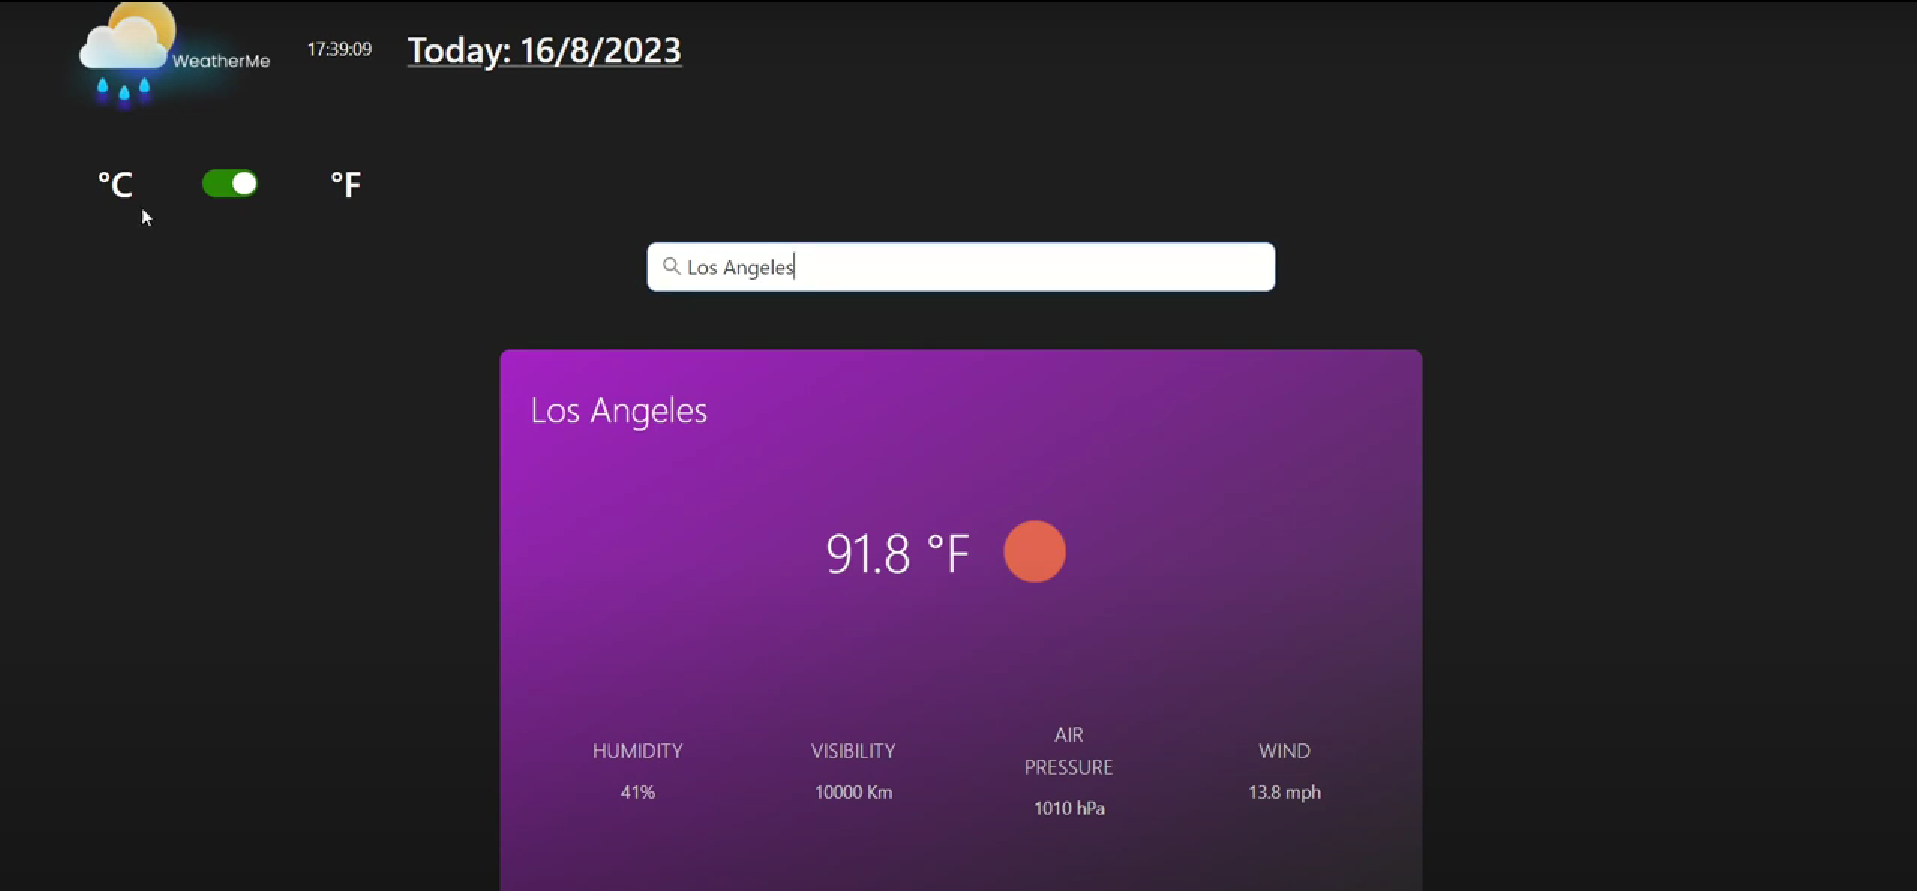 WeatherMe
17:39:09
Today: 16/8/2023
°C
°F
Los Angeles
Los Angeles
91.8 °F
HUMIDITY
41%
VISIBILITY
10000 Km
AIR
PRESSURE
1010 hPa
WIND
13.8 mph